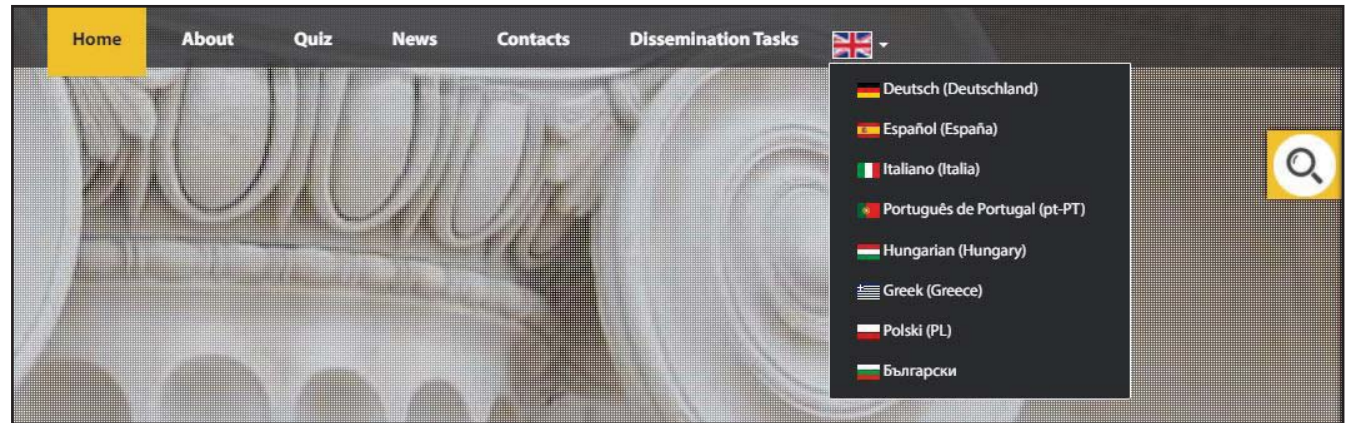 Home About Quiz News Contacts Dissemination Tasks
Deutsch (Deutschland)
Español (España)
Italiano (Italia)
Português de Portugal (pt-PT)
Hungarian (Hungary)
Greek (Greece)
Polski (PL)
Български